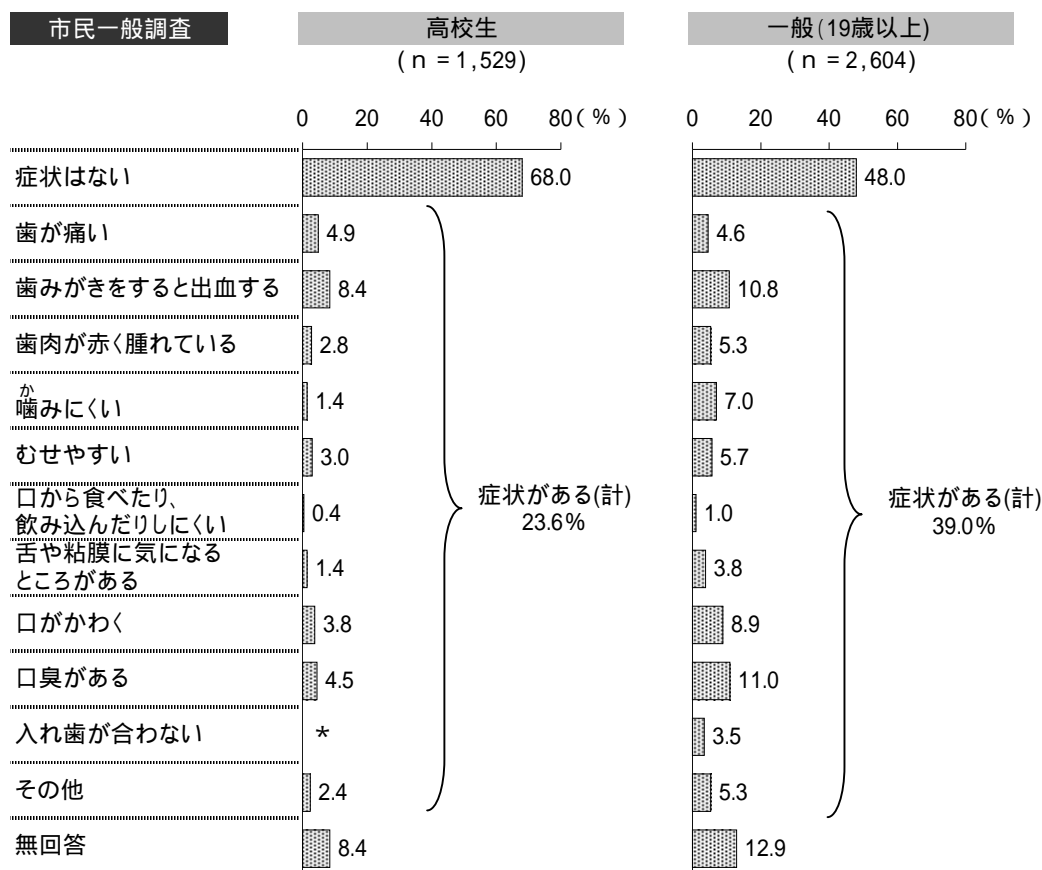 市民一般調査 高校生 一般(19歳以上)
(ｎ=1,529) (ｎ=2,604)
0 20 40 60 80(％) 0 20 40 60 80(％)
症状はない 68.0 48.0
歯が痛い 4.9 4.6
歯みがきをすると出血する 8.4 10.8
歯肉が赤く腫れている 2.8 5.3
か
噛みにくい 1.4 7.0
むせやすい 3.0 5.7
口から食べたり、
飲み込んだりしにくい 0.4 1.0
症状がある(計) 症状がある(計)
23.6% 39.0%
舌や粘膜に気になる
ところがある 1.4 3.8
口がかわく 3.8 8.9
口臭がある 4.5 11.0
入れ歯が合わない * 3.5
その他 2.4 5.3
無回答 8.4 12.9